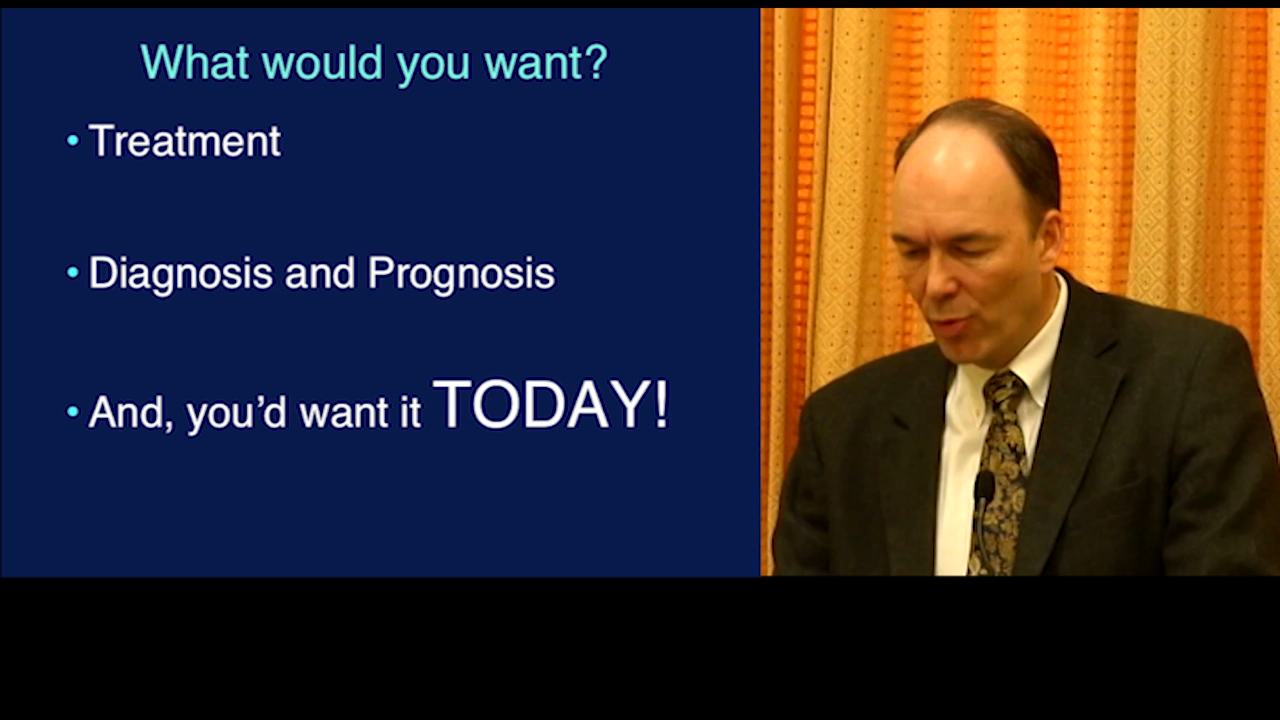 What would you want?
• Treatment
• Diagnosis and Prognosis
• And, you’d want it TODAY!